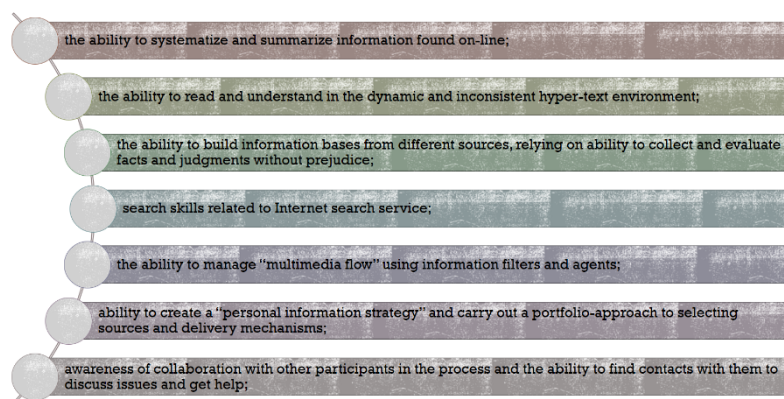 the ability to systematize and summarize information found on-line;
the ability to read and understand in the dynamic and inconsistent hyper-text environment;
the ability to build information bases from different sources, relying on ability to collect and evaluate
facts and judgments without prejudice;
search skills related to Internet search service;
the ability to manage “multimedia flow” using information filters and agents;
ability to create a “personal information strategy” and carry out a portfolio-approach to selecting
sources and delivery mechanisms;
awareness of collaboration with other participants in the process and the ability to find contacts with them to
discuss issues and get help;